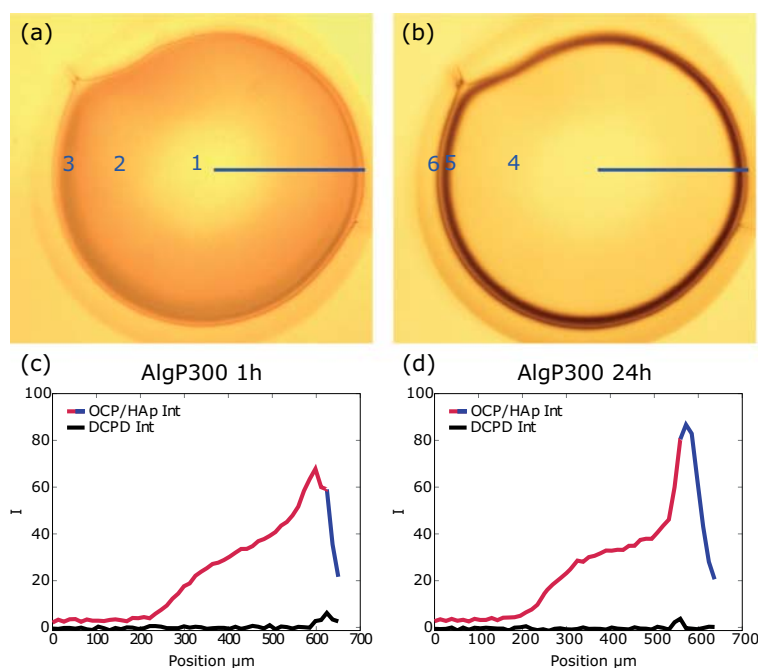 (a)
(b)
3 2 1
6 5 4
(c) AlgP300 1h
(d) AlgP300 24h
100
80
60
40
20
0
I
OCP/HAp Int
DCPD Int
0 100 200 300 400 500 600 700
Position µm
100
80
60
40
20
0
I
OCP/HAp Int
DCPD Int
0 100 200 300 400 500 600 700
Position µm